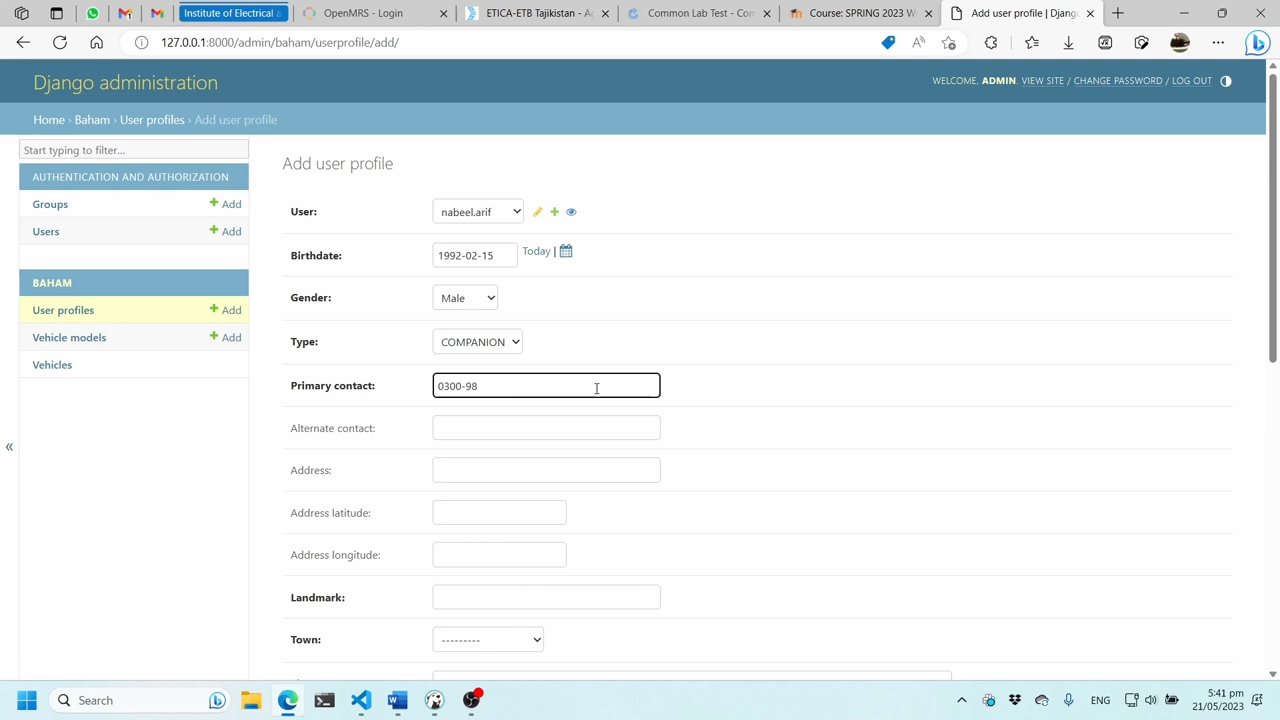 Institute of Electrical a
OpenMRS - Login
ETICA-ETB Tajikistan - A
Common Lab Test - Con
Course: SPRING 2023
Add user profile | Djang
127.0.0.1:8000/admin/baham/userprofile/add/
Django administration
WELCOME, ADMIN. VIEW SITE / CHANGE PASSWORD / LOG OUT
Home › Baham › User profiles › Add user profile
Start typing to filter...
AUTHENTICATION AND AUTHORIZATION
Groups + Add
Users + Add
BAHAM
User profiles + Add
Vehicle models + Add
Vehicles
«
Add user profile
User: nabeel.arif
Birthdate: 1992-02-15 Today |
Gender: Male
Type: COMPANION
Primary contact: 0300-98
Alternate contact:
Address:
Address latitude:
Address longitude:
Landmark:
Town: ---------
Search
ENG
5:41 pm
21/05/2023